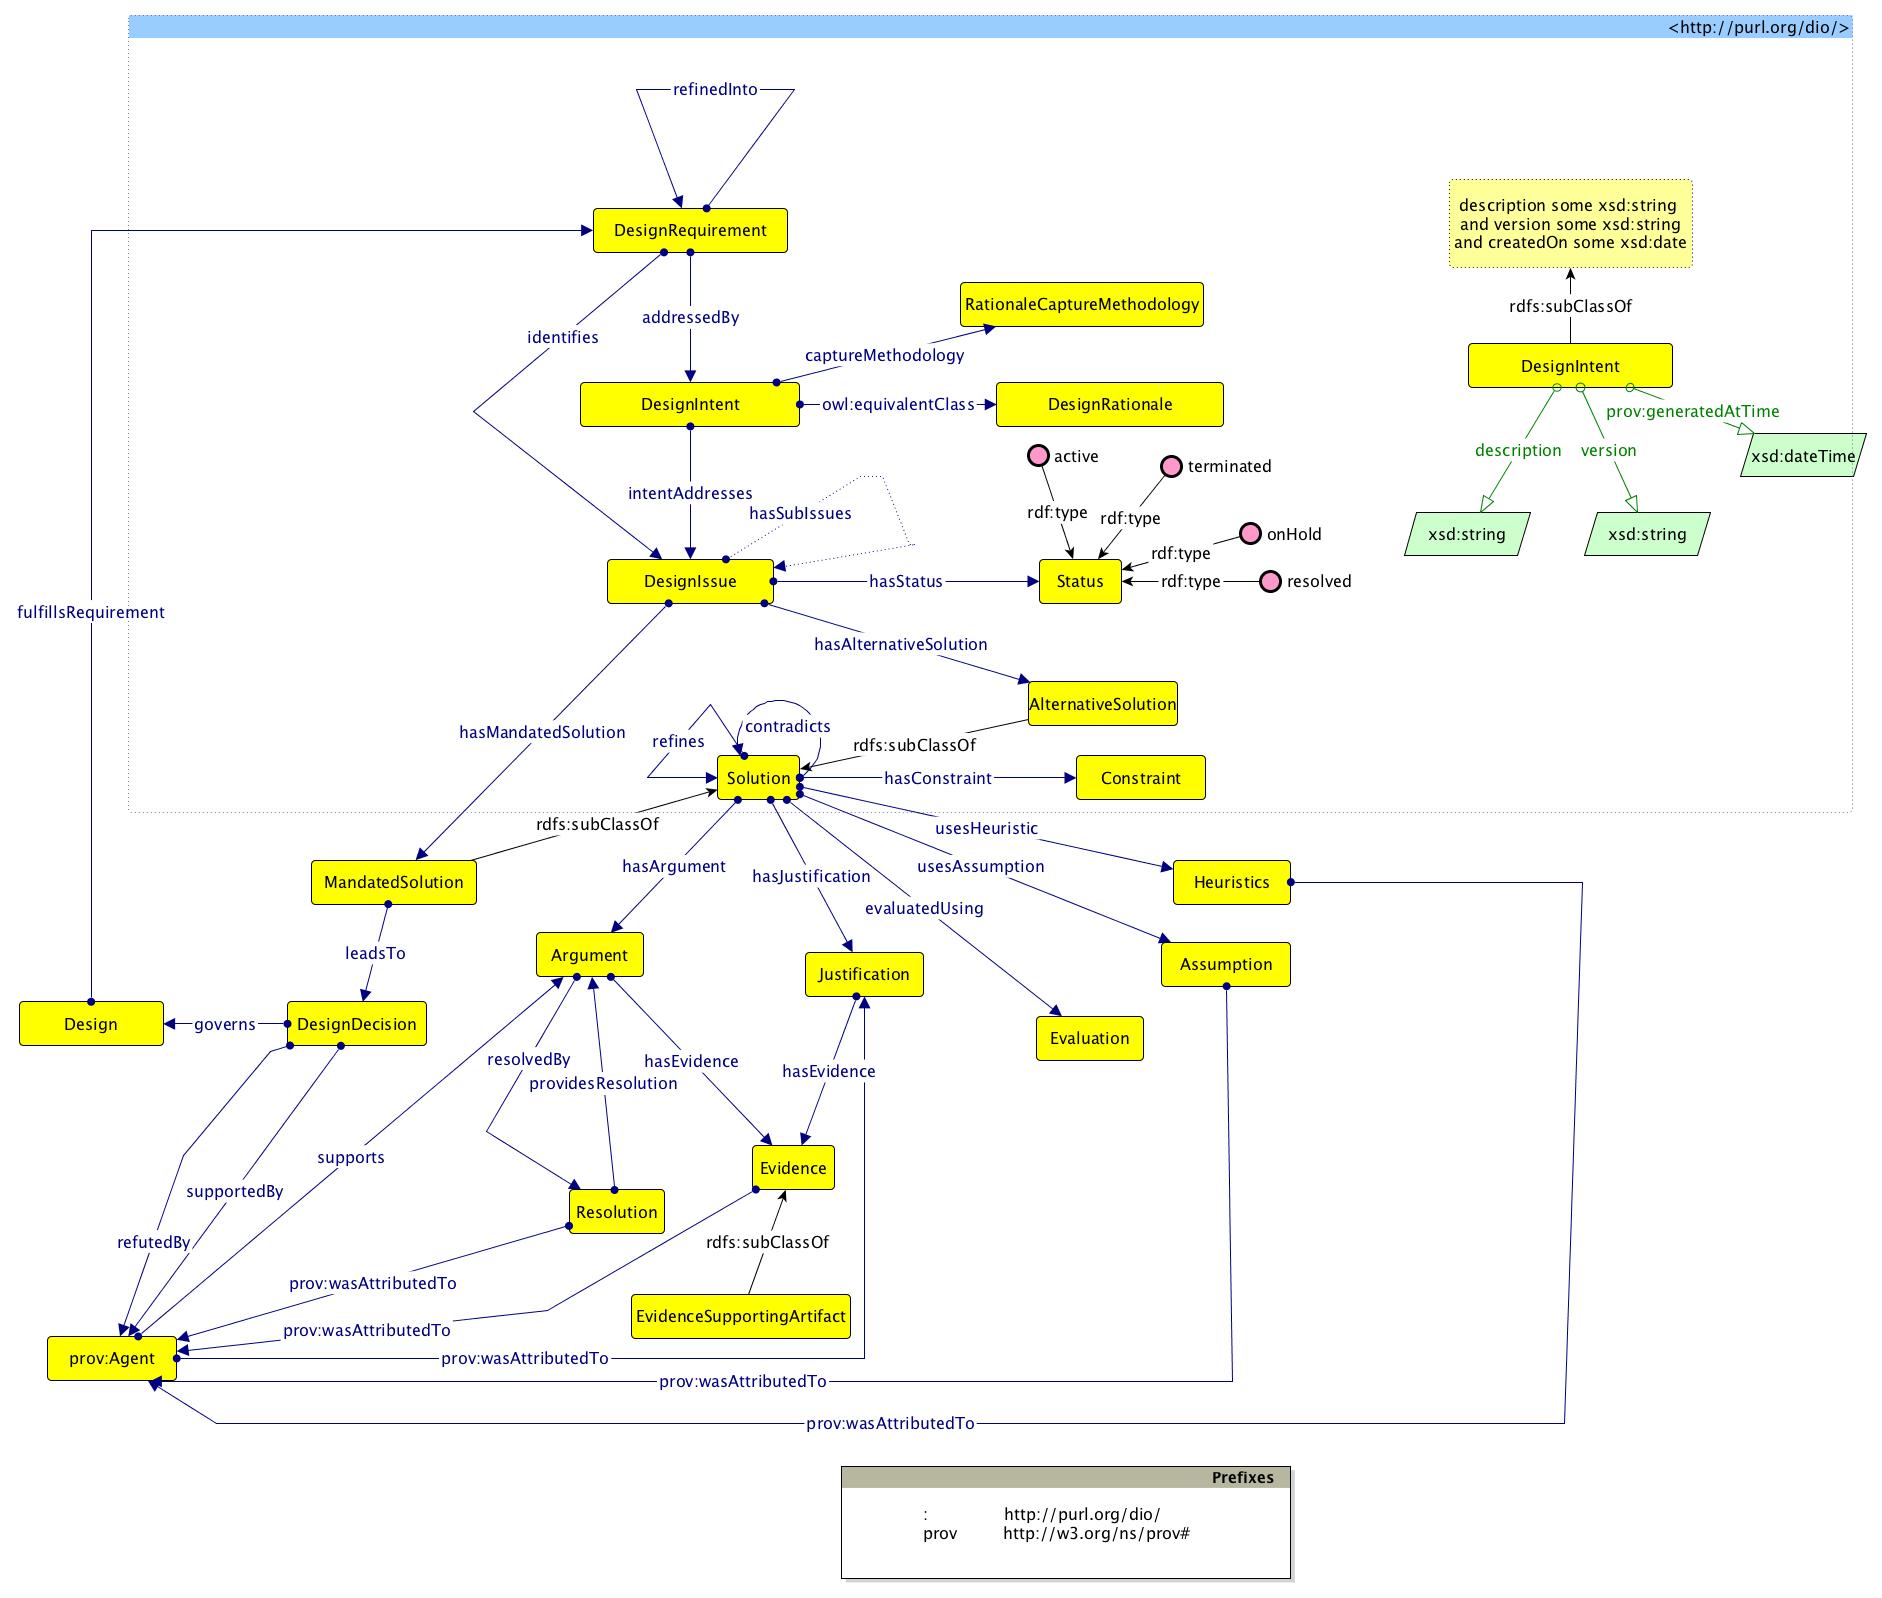 <http://purl.org/dio/>
refinedInto
description some xsd:string
and version some xsd:string
and createdOn some xsd:date
DesignRequirement
RationaleCaptureMethodology
rdfs:subClassOf
addressedBy
identifies
captureMethodology
DesignIntent
DesignIntent
owl:equivalentClass
DesignRationale
prov:generatedAtTime
description
version
xsd:dateTime
active
terminated
intentAddresses
hasSubIssues
rdf:type
rdf:type
xsd:string
xsd:string
onHold
rdf:type
DesignIssue
hasStatus
Status
rdf:type
resolved
fulfillsRequirement
hasAlternativeSolution
AlternativeSolution
contradicts
hasMandatedSolution
refines
rdfs:subClassOf
Solution
hasConstraint
Constraint
rdfs:subClassOf
usesHeuristic
hasArgument
usesAssumption
hasJustification
MandatedSolution
Heuristics
evaluatedUsing
leadsTo
Argument
Assumption
Justification
Design
governs
DesignDecision
Evaluation
resolvedBy
hasEvidence
hasEvidence
providesResolution
supports
Evidence
supportedBy
Resolution
refutedBy
rdfs:subClassOf
prov:wasAttributedTo
EvidenceSupportingArtifact
prov:wasAttributedTo
prov:Agent
prov:wasAttributedTo
prov:wasAttributedTo
prov:wasAttributedTo
Prefixes
: http://purl.org/dio/
prov http://w3.org/ns/prov#